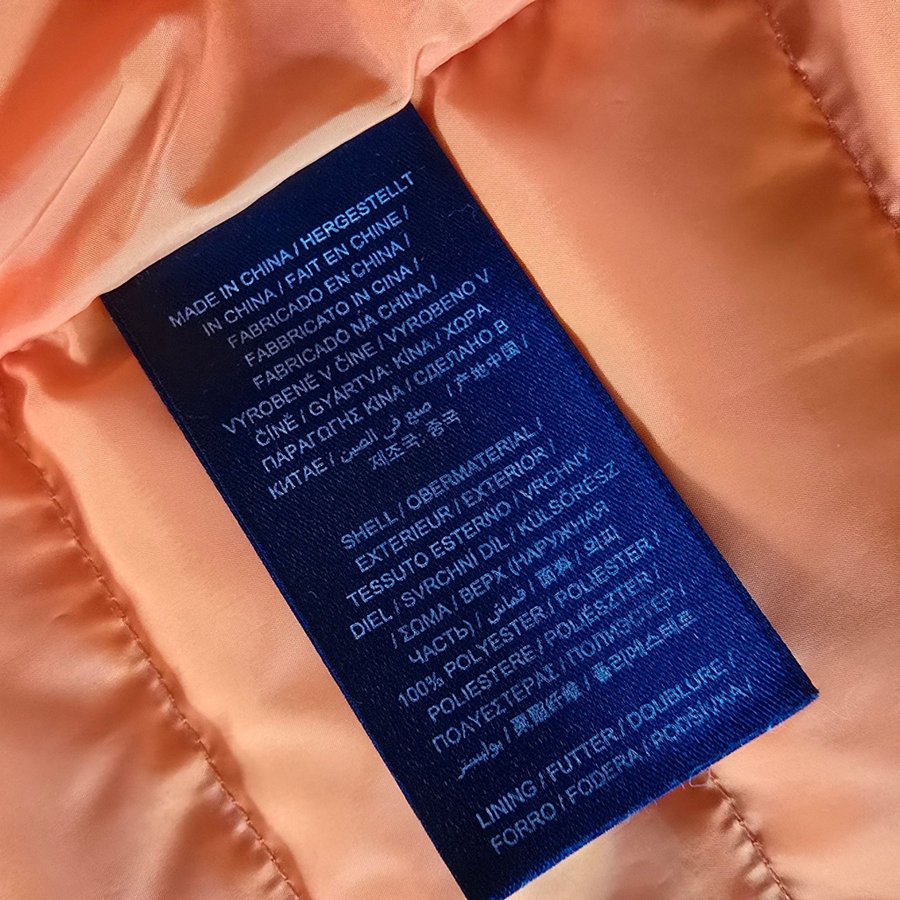 MADE IN CHINA / HERGESTELLT
IN CHINA / FAIT EN CHINE /
FABRICADO EN CHINA /
FABBRICATO IN CINA /
FABRICADO NA CHINA /
VYROBENÉ V ČÍNE / VYROBENO V
ČÍNĚ / GYÁRTVA: KÍNA / ΧΩΡΑ
ΠΑΡΑΓΩΓΗΣ ΚΙΝΑ / СДЕЛАНО В
КИТАЕ / صنع في الصين / 产地中国 /
제조국: 중국
SHELL / OBERMATERIAL /
EXTERIEUR / EXTERIOR /
TESSUTO ESTERNO / VRCHNÝ
DIEL / SVRCHNÍ DÍL / KÜLSŐRÉSZ
/ ΣΩΜΑ / ВЕРХ (НАРУЖНАЯ
ЧАСТЬ) / قماش / 面料 / 외피
100% POLYESTER / POLIESTER /
POLIESTERE / POLIÉSZTER /
ΠΟΛΥΕΣΤΕΡΑΣ / ПОЛИЭСТЕР /
بوليستر / 聚酯纤维 / 폴리에스테르
LINING / FUTTER / DOUBLURE /
FORRO / FODERA / PODŠÍVKA /